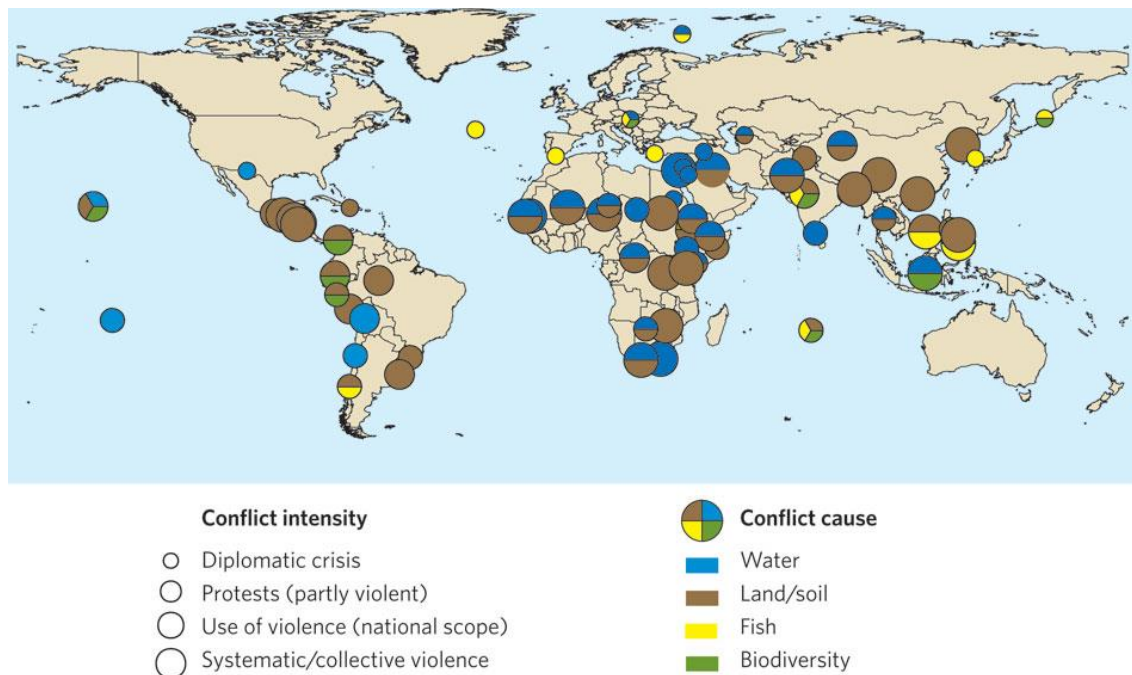 Conflict intensity
Diplomatic crisis
Protests (partly violent)
Use of violence (national scope)
Systematic/collective violence
Conflict cause
Water
Land/soil
Fish
Biodiversity